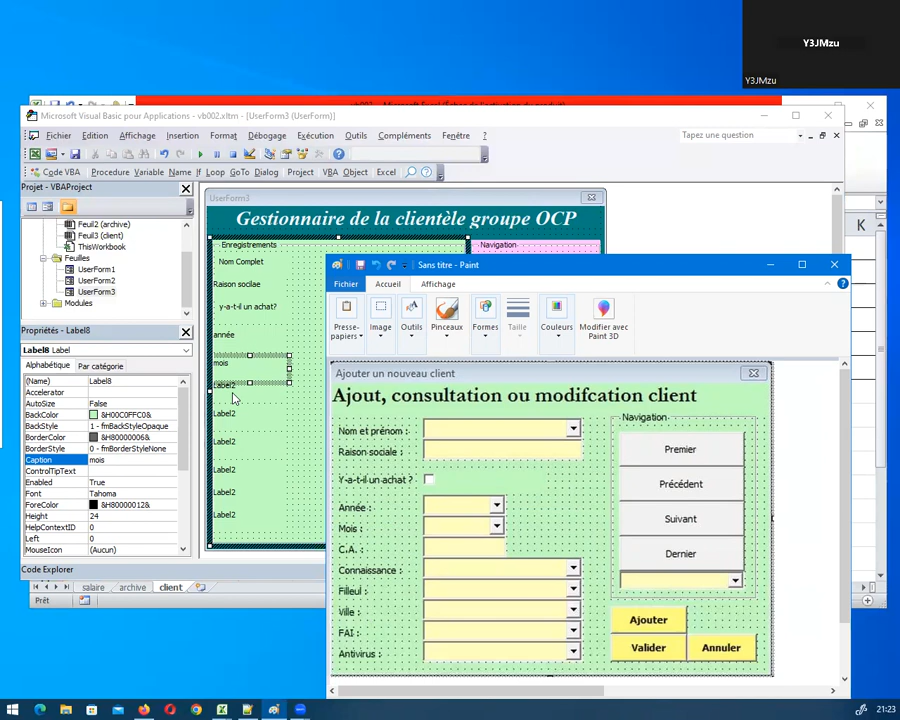 Y3JMzu
Y3JMzu
Microsoft Visual Basic pour Applications - vb002.xltm - [UserForm3 (UserForm)]
Fichier Edition Affichage Insertion Format Débogage Exécution Outils Compléments Fenêtre ?
Tapez une question
Code VBA Procedure Variable Name If Loop GoTo Dialog Project VBA Object Excel
Projet - VBAProject
Feuil2 (archive)
Feuil3 (client)
ThisWorkbook
Feuilles
UserForm1
UserForm2
UserForm3
Modules
Propriétés - Label8
Label8 Label
Alphabétique Par catégorie
(Name) Label8
Accelerator
AutoSize False
BackColor &H00C0FFC0&
BackStyle 1 - fmBackStyleOpaque
BorderColor &H80000006&
BorderStyle 0 - fmBorderStyleNone
Caption mois
ControlTipText
Enabled True
Font Tahoma
ForeColor &H80000012&
Height 24
HelpContextID 0
Left 0
MouseIcon (Aucun)
Code Explorer
salaire archive client
Prêt
UserForm3
Gestionnaire de la clientèle groupe OCP
Enregistrements
Navigation
Nom Complet
Raison socilae
y-a-t-il un achat?
année
mois
Label2
Label2
Label2
Label2
Label2
Label2
K
Sans titre - Paint
Fichier Accueil Affichage
Presse-papiers
Image
Outils
Pinceaux
Formes
Taille
Couleurs
Modifier avec Paint 3D
Ajouter un nouveau client
Ajout, consultation ou modifcation client
Nom et prénom :
Raison sociale :
Y-a-t-il un achat ?
Année :
Mois :
C.A. :
Connaissance :
Filleul :
Ville :
FAI :
Antivirus :
Navigation
Premier
Précédent
Suivant
Dernier
Ajouter
Valider
Annuler
21:23